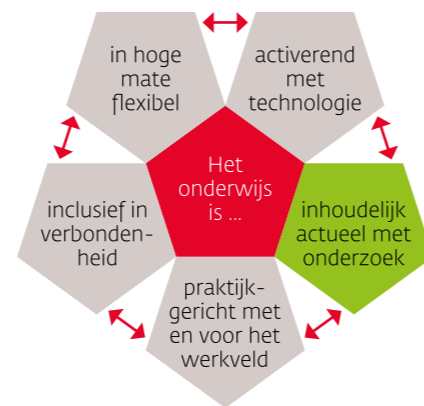 in hoge
mate
flexibel
activerend
met
technologie
Het
onderwijs
is ...
inclusief in
verbonden-
heid
inhoudelijk
actueel met
onderzoek
praktijk-
gericht met
en voor het
werkveld